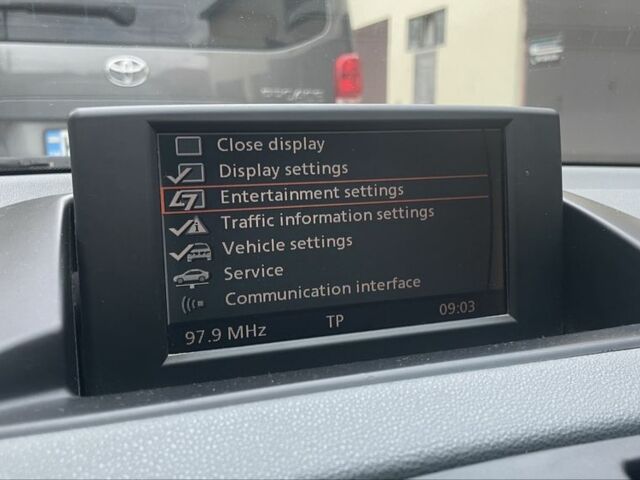 Close display
Display settings
Entertainment settings
Traffic information settings
Vehicle settings
Service
Communication interface
97.9 MHz TP 09:03